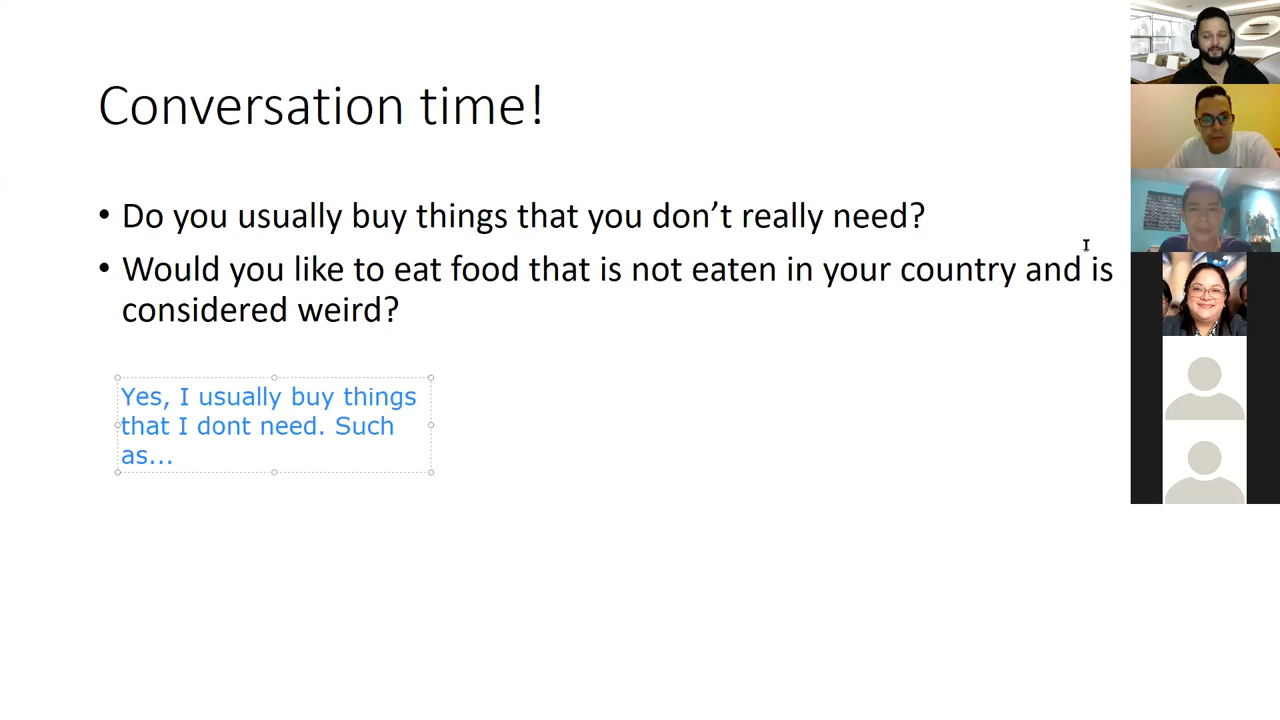 Conversation time!
• Do you usually buy things that you don’t really need?
• Would you like to eat food that is not eaten in your country and is
considered weird?
Yes, I usually buy things
that I dont need. Such
as...